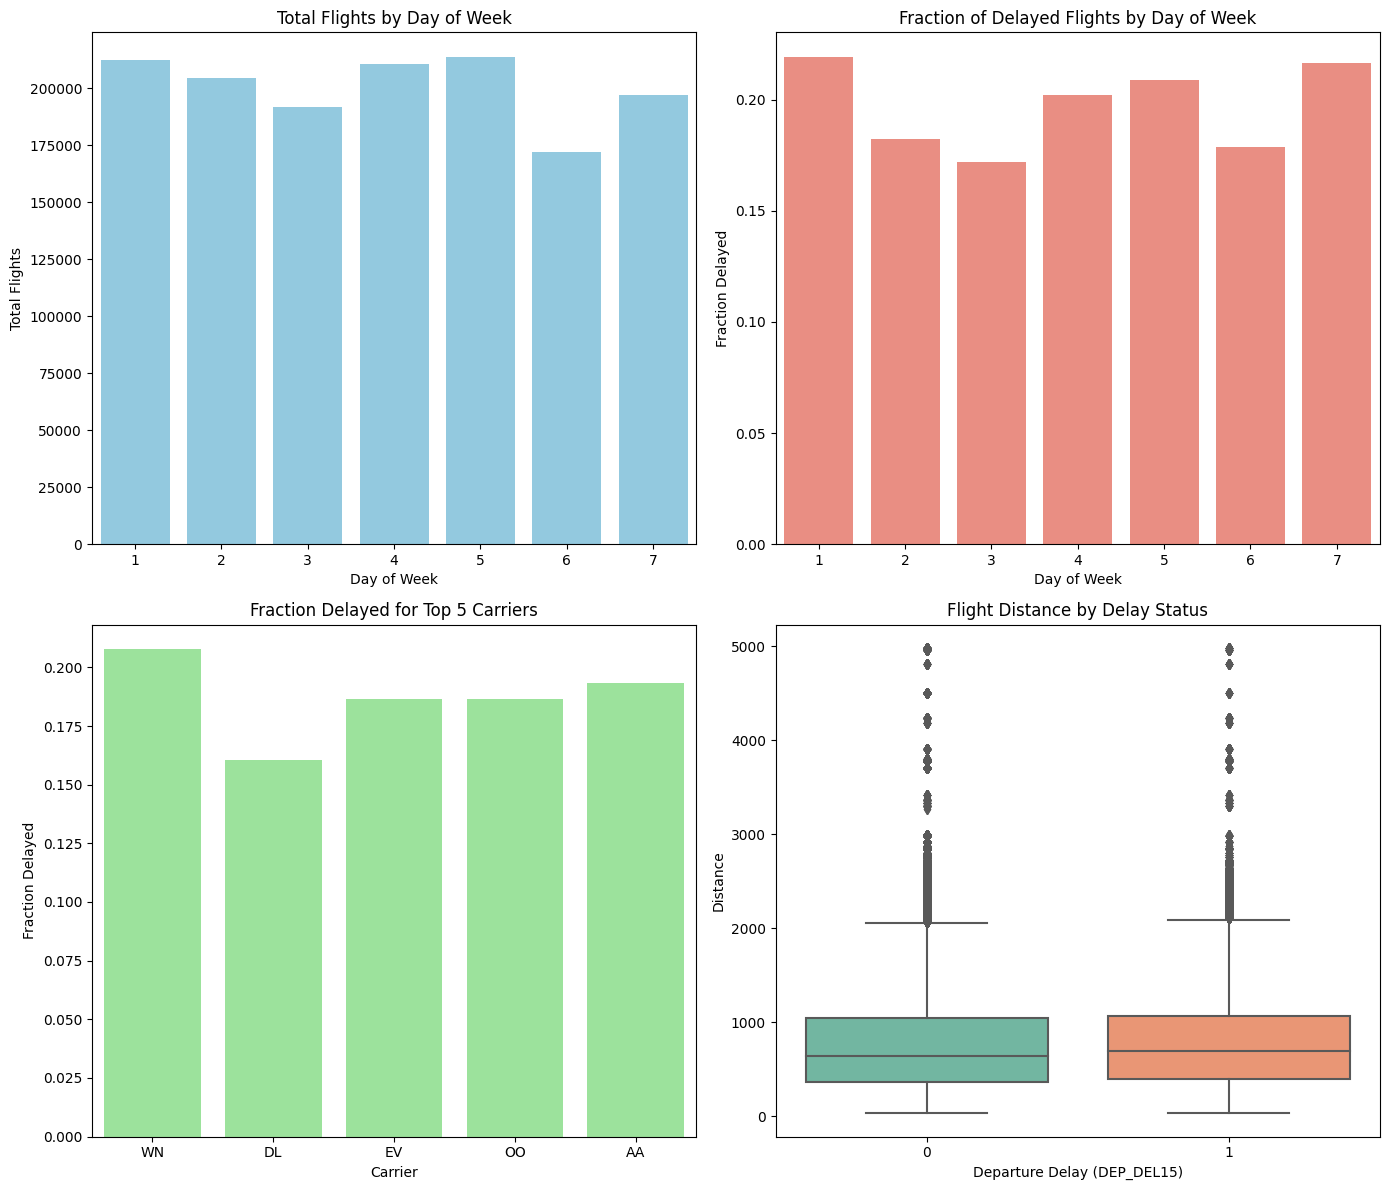 Total Flights by Day of Week
Total Flights
200000
175000
150000
125000
100000
75000
50000
25000
0
1 2 3 4 5 6 7
Day of Week
Fraction of Delayed Flights by Day of Week
Fraction Delayed
0.20
0.15
0.10
0.05
0.00
1 2 3 4 5 6 7
Day of Week
Fraction Delayed for Top 5 Carriers
Fraction Delayed
0.200
0.175
0.150
0.125
0.100
0.075
0.050
0.025
0.000
WN DL EV OO AA
Carrier
Flight Distance by Delay Status
Distance
5000
4000
3000
2000
1000
0
0 1
Departure Delay (DEP_DEL15)